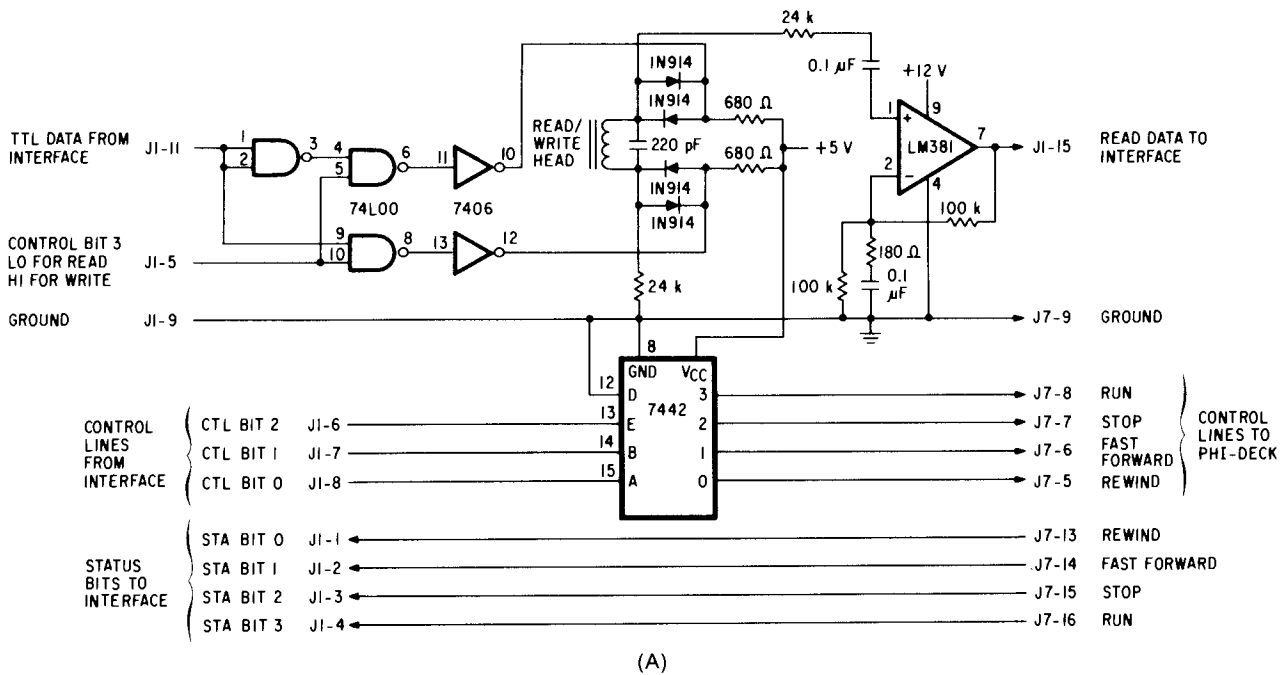 24 k
0.1 µF
+12 V
1N914
1N914
680 Ω
1
+
9
7
LM381
2
−
4
READ DATA TO
INTERFACE
J1-15
TTL DATA FROM
INTERFACE
J1-11
1
2
3
4
5
6
11
10
74L00
7406
READ/
WRITE
HEAD
220 pF
+5 V
680 Ω
1N914
1N914
100 k
CONTROL BIT 3
LO FOR READ
HI FOR WRITE
J1-5
9
10
8
13
12
24 k
100 k
180 Ω
0.1
µF
GROUND J1-9
J7-9 GROUND
8
GND VCC
7442
12 D
13 E
14 B
15 A
3
2
1
0
CONTROL
LINES
FROM
INTERFACE
CTL BIT 2 J1-6
CTL BIT 1 J1-7
CTL BIT 0 J1-8
J7-8 RUN
J7-7 STOP
J7-6 FAST
FORWARD
J7-5 REWIND
CONTROL
LINES TO
PHI-DECK
STATUS
BITS TO
INTERFACE
STA BIT 0 J1-1
STA BIT 1 J1-2
STA BIT 2 J1-3
STA BIT 3 J1-4
J7-13 REWIND
J7-14 FAST FORWARD
J7-15 STOP
J7-16 RUN
(A)